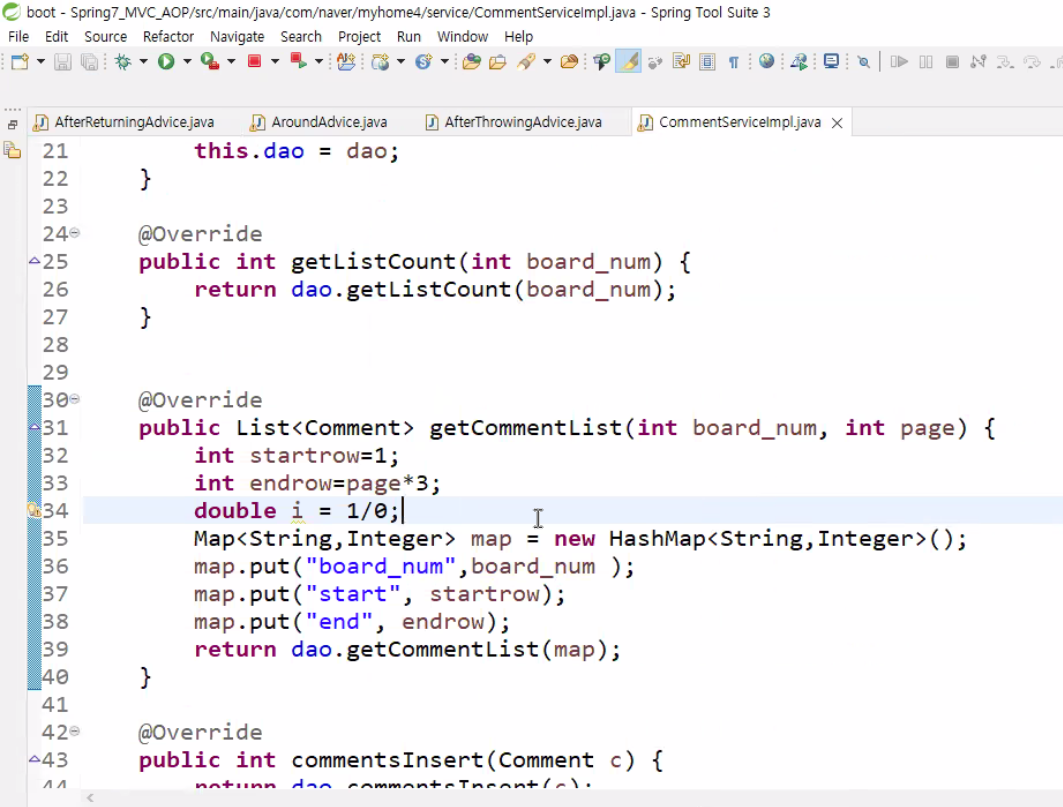 boot - Spring7_MVC_AOP/src/main/java/com/naver/myhome4/service/CommentServiceImpl.java - Spring Tool Suite 3
File Edit Source Refactor Navigate Search Project Run Window Help
AfterReturningAdvice.java AroundAdvice.java AfterThrowingAdvice.java CommentServiceImpl.java
21 this.dao = dao;
22 }
23
24 @Override
25 public int getListCount(int board_num) {
26 return dao.getListCount(board_num);
27 }
28
29
30 @Override
31 public List<Comment> getCommentList(int board_num, int page) {
32 int startrow=1;
33 int endrow=page*3;
34 double i = 1/0;
35 Map<String,Integer> map = new HashMap<String,Integer>();
36 map.put("board_num",board_num );
37 map.put("start", startrow);
38 map.put("end", endrow);
39 return dao.getCommentList(map);
40 }
41
42 @Override
43 public int commentsInsert(Comment c) {
44 return dao.commentsInsert(c);